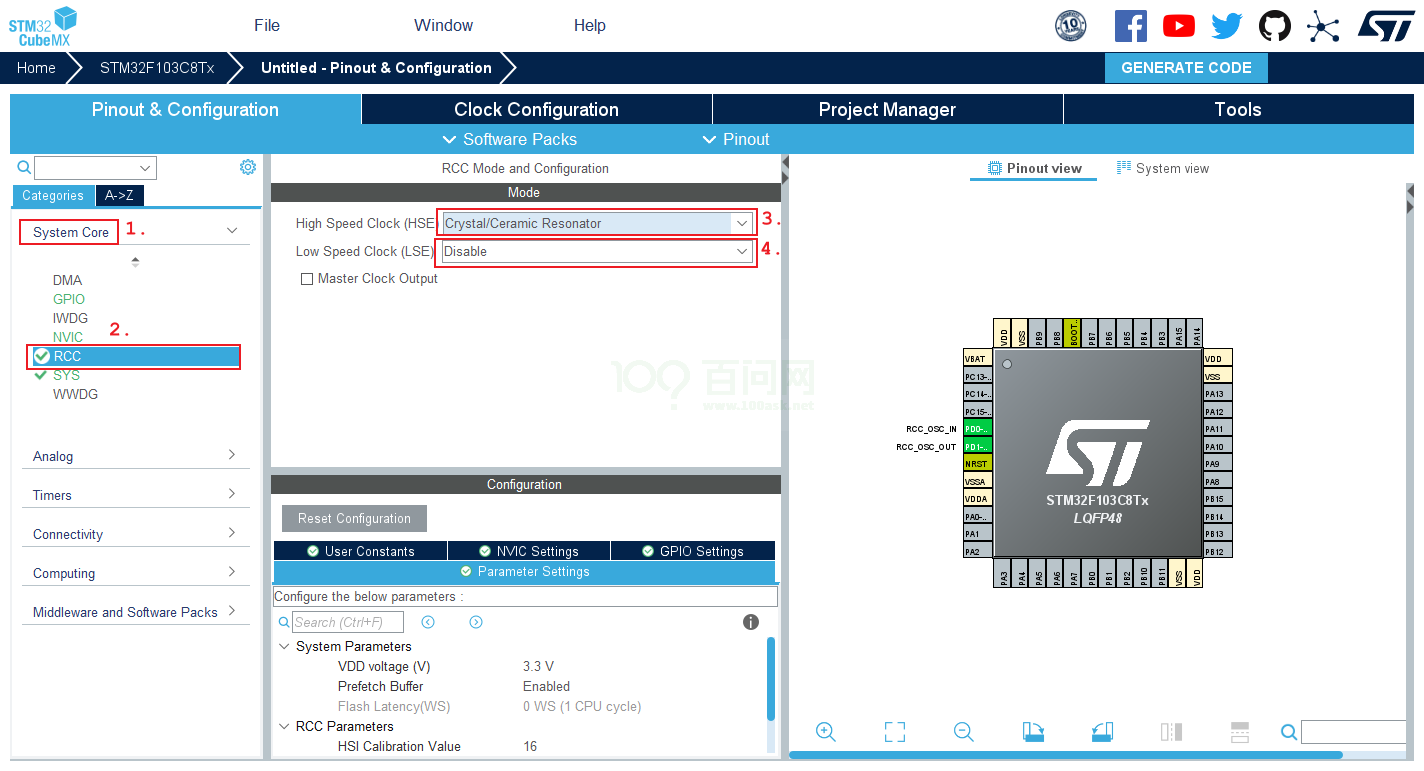 STM32
CubeMX
File
Window
Help
10
Home
STM32F103C8Tx
Untitled - Pinout & Configuration
GENERATE CODE
Pinout & Configuration
Clock Configuration
Project Manager
Tools
Software Packs
Pinout
Categories
A->Z
System Core
1.
DMA
GPIO
IWDG
NVIC
2.
RCC
SYS
WWDG
Analog
Timers
Connectivity
Computing
Middleware and Software Packs
RCC Mode and Configuration
Mode
High Speed Clock (HSE)
Crystal/Ceramic Resonator
3.
Low Speed Clock (LSE)
Disable
4.
Master Clock Output
Configuration
Reset Configuration
User Constants
NVIC Settings
GPIO Settings
Parameter Settings
Configure the below parameters :
Search (Ctrl+F)
System Parameters
VDD voltage (V)
3.3 V
Prefetch Buffer
Enabled
Flash Latency(WS)
0 WS (1 CPU cycle)
RCC Parameters
HSI Calibration Value
16
100 百问网
www.100ask.net
Pinout view
System view
VDD
VSS
PB9
PB8
BOOT..
PB7
PB6
PB5
PB4
PB3
PA15
PA14
VBAT
PC13-..
PC14-..
PC15-..
RCC_OSC_IN
PD0-..
RCC_OSC_OUT
PD1-..
NRST
VSSA
VDDA
PA0-..
PA1
PA2
STM32F103C8Tx
LQFP48
VDD
VSS
PA13
PA12
PA11
PA10
PA9
PA8
PB15
PB14
PB13
PB12
PA3
PA4
PA5
PA6
PA7
PB0
PB1
PB2
PB10
PB11
VSS
VDD